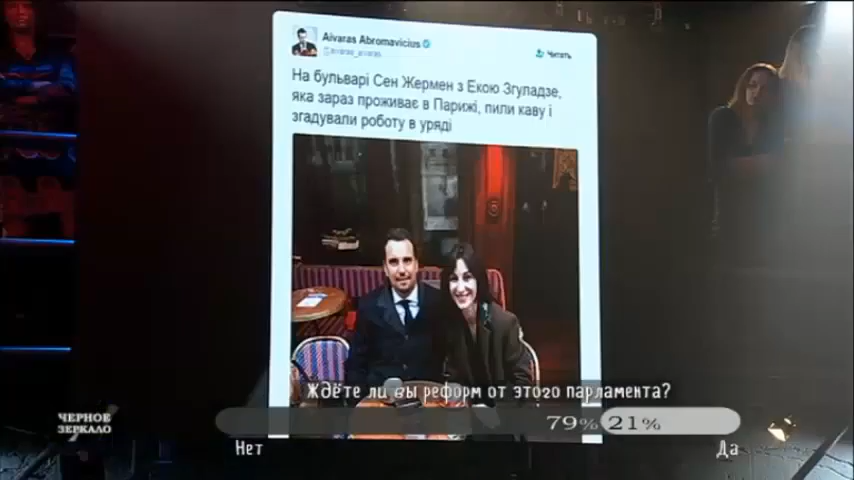 Aivaras Abromavicius
Читать
На бульварі Сен Жермен з Екою Згуладзе,
яка зараз проживає в Парижі, пили каву і
згадували роботу в уряді
Ждёте ли вы реформ от этого парламента?
ЧЕРНОЕ
ЗЕРКАЛО
79% 21%
Нет
Да